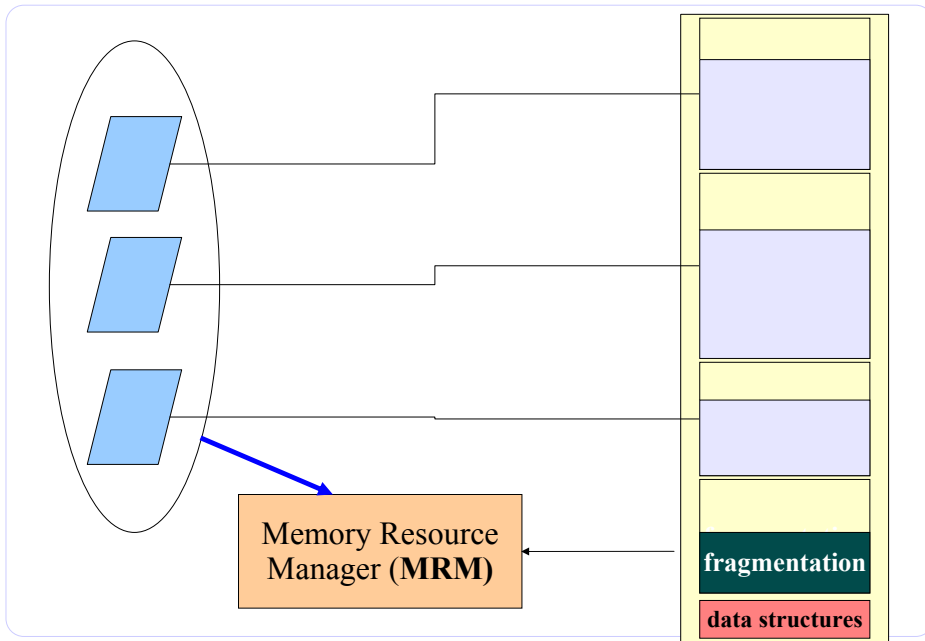 Memory Resource
Manager (MRM)
fragmentation
data structures